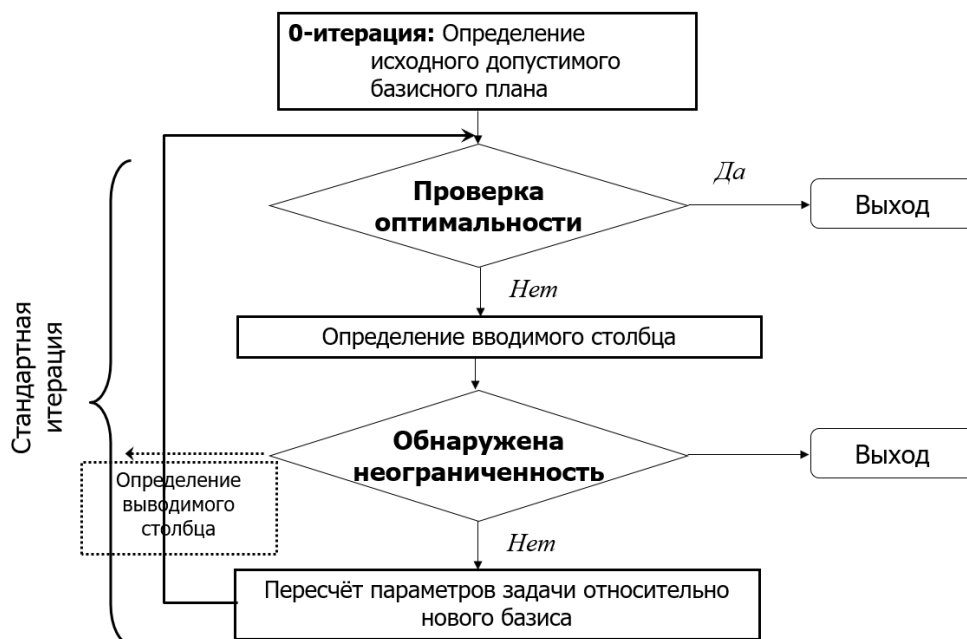 0-итерация: Определение
исходного допустимого
базисного плана
Проверка
оптимальности
Да
Выход
Нет
Определение вводимого столбца
Стандартная
итерация
Обнаружена
неограниченность
Выход
Определение
выводимого
столбца
Нет
Пересчёт параметров задачи относительно
нового базиса